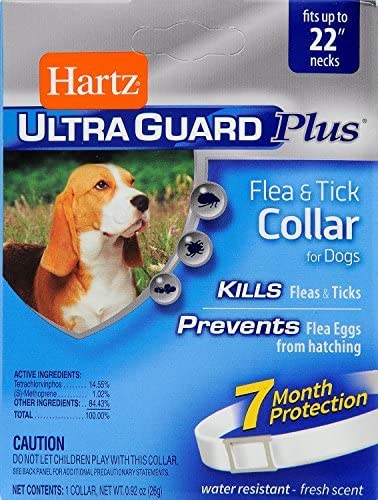 fits up to
22"
necks
Hartz
ULTRA GUARD Plus®
Flea & Tick
Collar
for Dogs
KILLS Fleas & Ticks
Prevents Flea Eggs
from hatching
ACTIVE INGREDIENTS:
Tetrachlorvinphos ..... 14.55%
(S)-Methoprene ..... 1.02%
OTHER INGREDIENTS: ... 84.43%
TOTAL ..... 100.00%
7 Month
Protection
CAUTION
DO NOT LET CHILDREN PLAY WITH THIS COLLAR.
SEE BACK PANEL FOR ADDITIONAL PRECAUTIONARY STATEMENTS.
NET CONTENTS: 1 COLLAR, NET WT. 0.92 OZ (26g)
water resistant - fresh scent